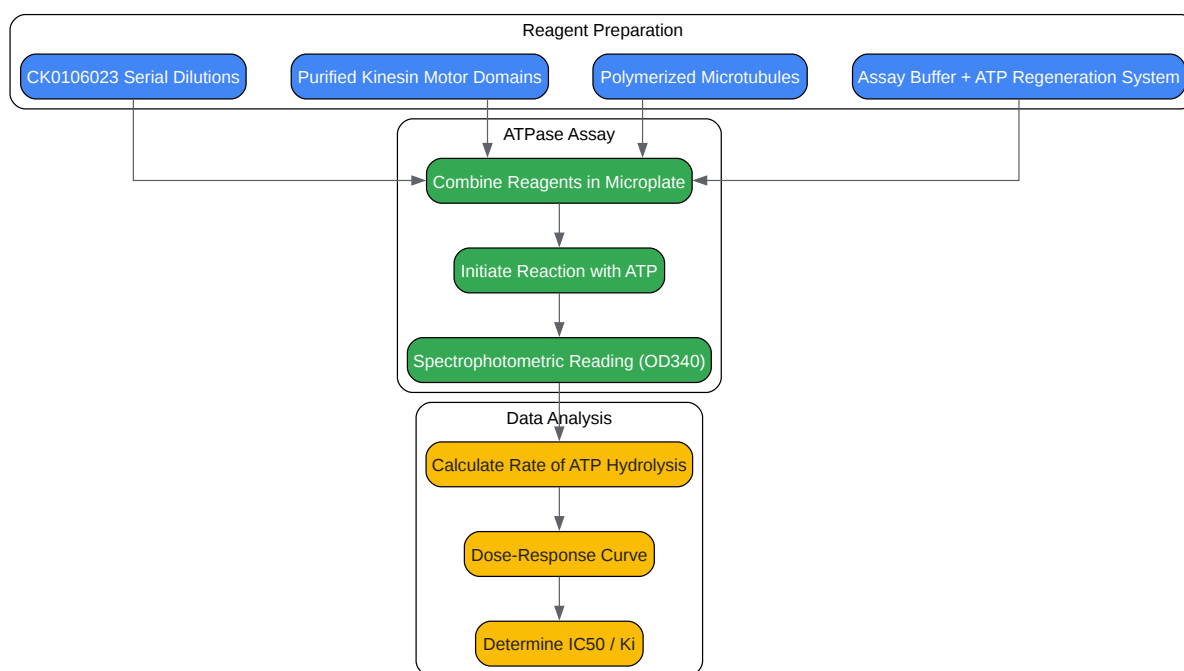 Reagent Preparation
CK0106023 Serial Dilutions
Purified Kinesin Motor Domains
Polymerized Microtubules
Assay Buffer + ATP Regeneration System
ATPase Assay
Combine Reagents in Microplate
Initiate Reaction with ATP
Spectrophotometric Reading (OD340)
Data Analysis
Calculate Rate of ATP Hydrolysis
Dose-Response Curve
Determine IC50 / Ki